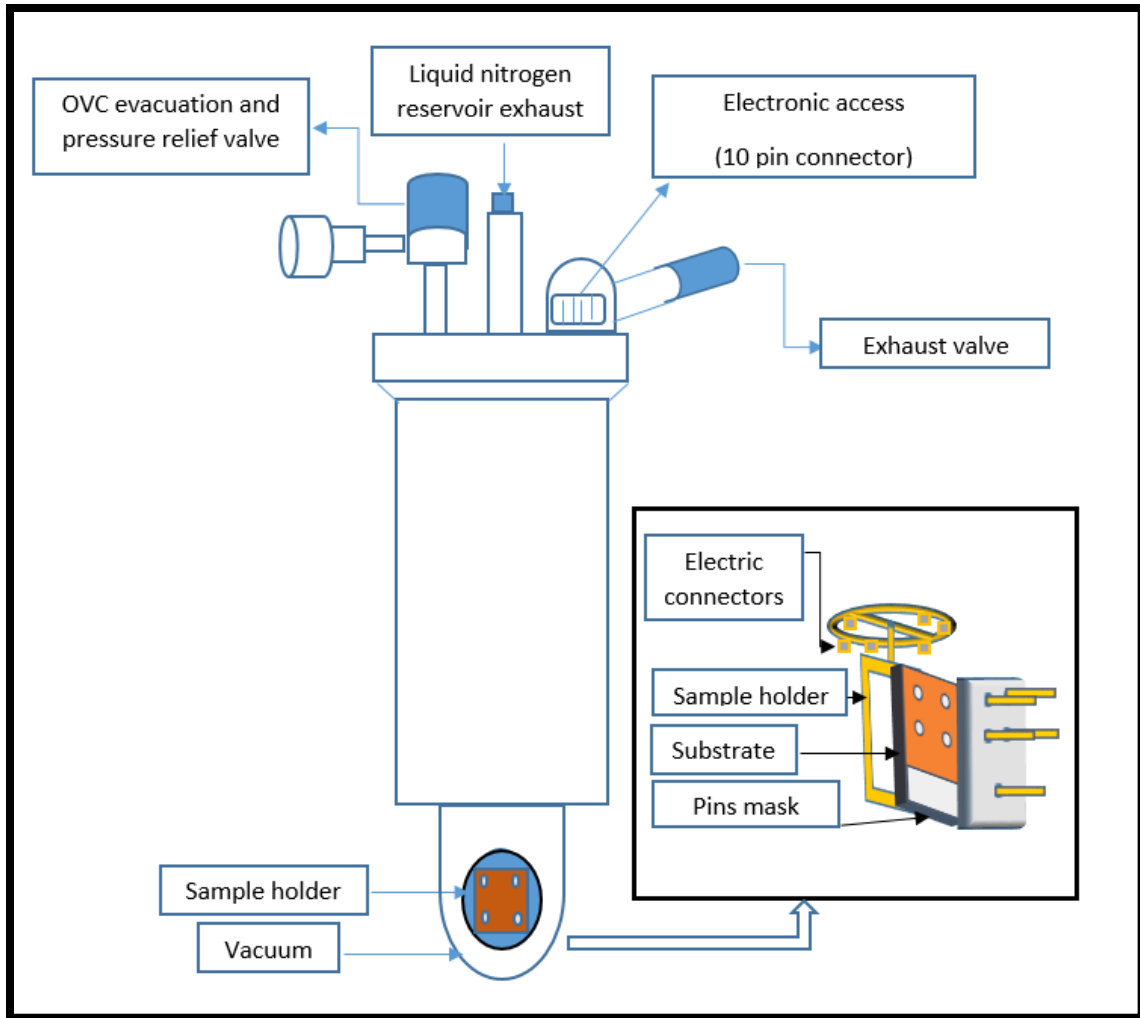 OVC evacuation and
pressure relief valve
Liquid nitrogen
reservoir exhaust
Electronic access
(10 pin connector)
Exhaust valve
Electric
connectors
Sample holder
Substrate
Pins mask
Sample holder
Vacuum